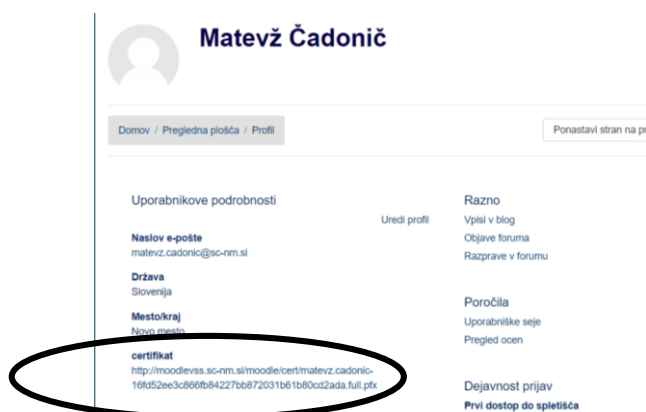 Matevž Čadonič
Domov / Pregledna plošča / Profil
Ponastavi stran na pr
Uporabnikove podrobnosti
Uredi profil
Naslov e-pošte
matevz.cadonic@sc-nm.si
Država
Slovenija
Mesto/kraj
Novo mesto
certifikat
http://moodlevss.sc-nm.si/moodle/cert/matevz.cadonic-
16fd52ee3c866fb84227bb872031b61b80cd2ada.full.pfx
Razno
Vpisi v blog
Objave foruma
Razprave v forumu
Poročila
Uporabniške seje
Pregled ocen
Dejavnost prijav
Prvi dostop do spletišča